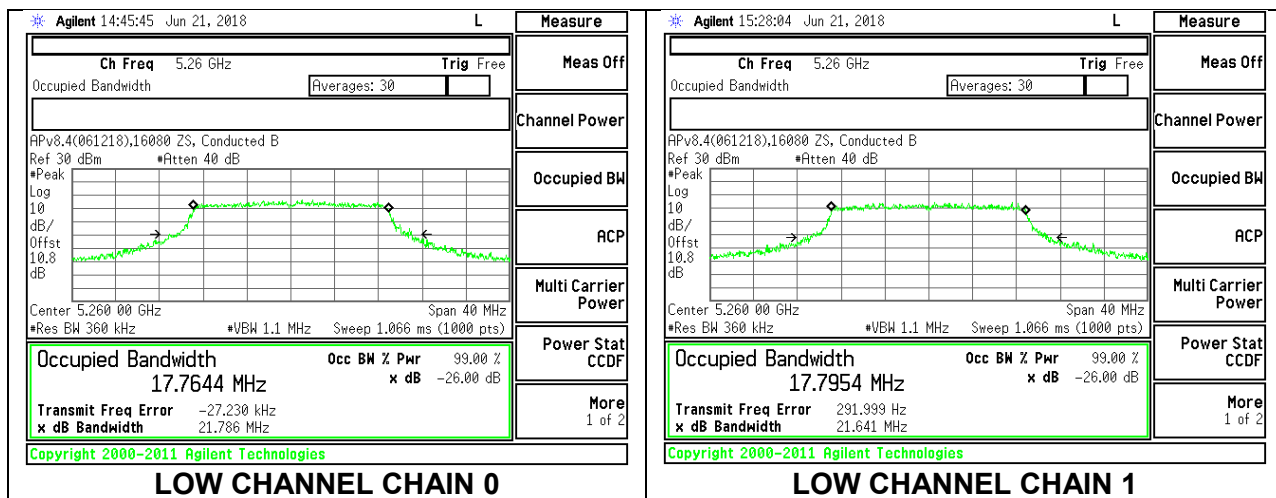 Agilent 14:45:45 Jun 21, 2018 L
Measure
Ch Freq 5.26 GHz Trig Free
Occupied Bandwidth Averages: 30
APv8.4(061218),16080 ZS, Conducted B
Ref 30 dBm #Atten 40 dB
#Peak
Log
10
dB/
Offst
10.8
dB
Center 5.260 00 GHz Span 40 MHz
#Res BW 360 kHz #VBW 1.1 MHz Sweep 1.066 ms (1000 pts)
Occupied Bandwidth Occ BW % Pwr 99.00 %
17.7644 MHz x dB -26.00 dB
Transmit Freq Error -27.230 kHz
x dB Bandwidth 21.786 MHz
Copyright 2000-2011 Agilent Technologies
Meas Off
Channel Power
Occupied BW
ACP
Multi Carrier
Power
Power Stat
CCDF
More
1 of 2
LOW CHANNEL CHAIN 0
Agilent 15:28:04 Jun 21, 2018 L
Measure
Ch Freq 5.26 GHz Trig Free
Occupied Bandwidth Averages: 30
APv8.4(061218),16080 ZS, Conducted B
Ref 30 dBm #Atten 40 dB
#Peak
Log
10
dB/
Offst
10.8
dB
Center 5.260 00 GHz Span 40 MHz
#Res BW 360 kHz #VBW 1.1 MHz Sweep 1.066 ms (1000 pts)
Occupied Bandwidth Occ BW % Pwr 99.00 %
17.7954 MHz x dB -26.00 dB
Transmit Freq Error 291.999 Hz
x dB Bandwidth 21.641 MHz
Copyright 2000-2011 Agilent Technologies
Meas Off
Channel Power
Occupied BW
ACP
Multi Carrier
Power
Power Stat
CCDF
More
1 of 2
LOW CHANNEL CHAIN 1